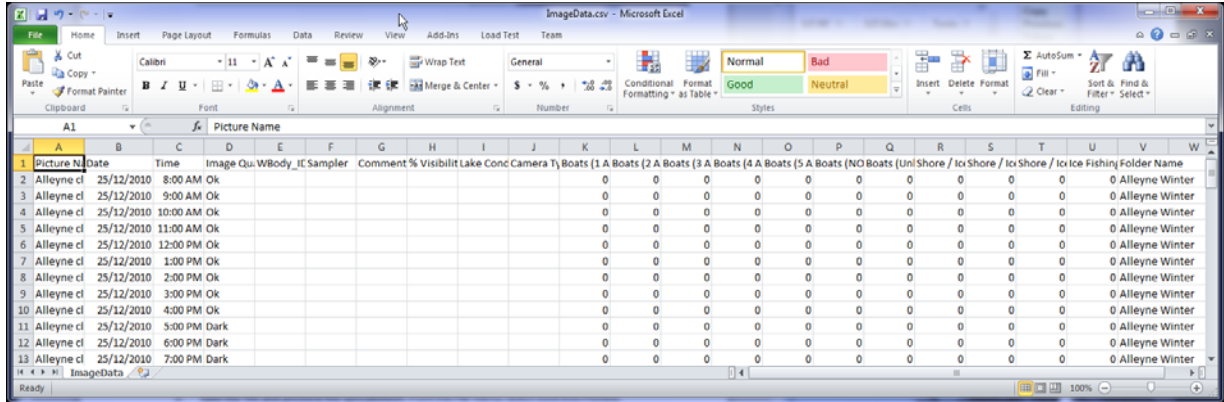 ImageData.csv - Microsoft Excel
File Home Insert Page Layout Formulas Data Review View Add-Ins Load Test Team
Paste Cut Copy Format Painter Calibri 11 A A B I U Wrap Text Merge & Center General $ % , Conditional Formatting Format as Table Normal Bad Good Neutral Insert Delete Format Σ AutoSum Fill Clear Sort & Filter Find & Select
Clipboard Font Alignment Number Styles Cells Editing
A1 fx Picture Name
A B C D E F G H I J K L M N O P Q R S T U V W
1 Picture Na Date Time Image Qu WBody_ID Sampler Comment % Visibilit Lake Cond Camera Ty Boats (1 A Boats (2 A Boats (3 A Boats (4 A Boats (5 A Boats (NO Boats (Unl Shore / Ice Shore / Ice Shore / Ice Ice Fishing Folder Name
2 Alleyne cl 25/12/2010 8:00 AM Ok 0 0 0 0 0 0 0 0 0 0 0 Alleyne Winter
3 Alleyne cl 25/12/2010 9:00 AM Ok 0 0 0 0 0 0 0 0 0 0 0 Alleyne Winter
4 Alleyne cl 25/12/2010 10:00 AM Ok 0 0 0 0 0 0 0 0 0 0 0 Alleyne Winter
5 Alleyne cl 25/12/2010 11:00 AM Ok 0 0 0 0 0 0 0 0 0 0 0 Alleyne Winter
6 Alleyne cl 25/12/2010 12:00 PM Ok 0 0 0 0 0 0 0 0 0 0 0 Alleyne Winter
7 Alleyne cl 25/12/2010 1:00 PM Ok 0 0 0 0 0 0 0 0 0 0 0 Alleyne Winter
8 Alleyne cl 25/12/2010 2:00 PM Ok 0 0 0 0 0 0 0 0 0 0 0 Alleyne Winter
9 Alleyne cl 25/12/2010 3:00 PM Ok 0 0 0 0 0 0 0 0 0 0 0 Alleyne Winter
10 Alleyne cl 25/12/2010 4:00 PM Ok 0 0 0 0 0 0 0 0 0 0 0 Alleyne Winter
11 Alleyne cl 25/12/2010 5:00 PM Dark 0 0 0 0 0 0 0 0 0 0 0 Alleyne Winter
12 Alleyne cl 25/12/2010 6:00 PM Dark 0 0 0 0 0 0 0 0 0 0 0 Alleyne Winter
13 Alleyne cl 25/12/2010 7:00 PM Dark 0 0 0 0 0 0 0 0 0 0 0 Alleyne Winter
ImageData
Ready 100%